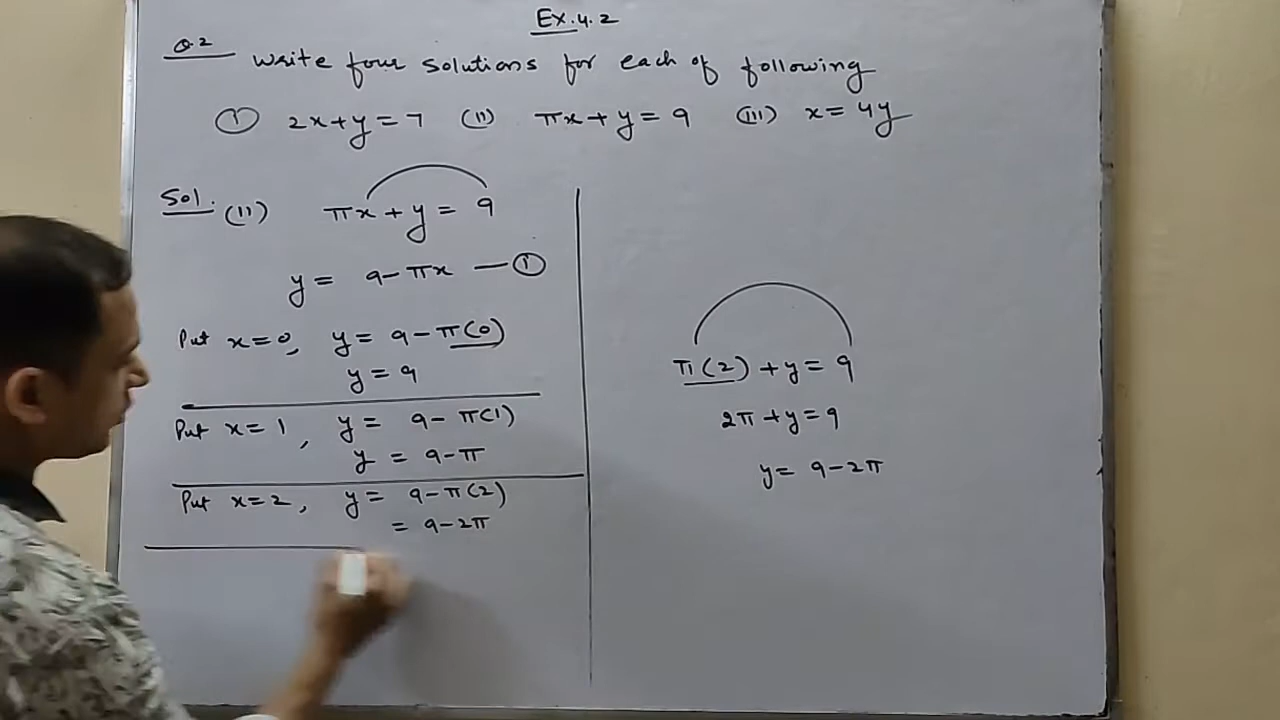 Ex.4.2
Q.2 Write four solutions for each of following
(I) 2x+y=7 (II) πx+y=9 (III) x=4y
Sol. (II) πx+y=9
y= 9-πx —①
Put x=0, y= 9-π(0)
y=9
Put x=1, y= 9-π(1)
y = 9-π
Put x=2, y= 9-π(2)
= 9-2π
π(2)+y=9
2π+y=9
y= 9-2π